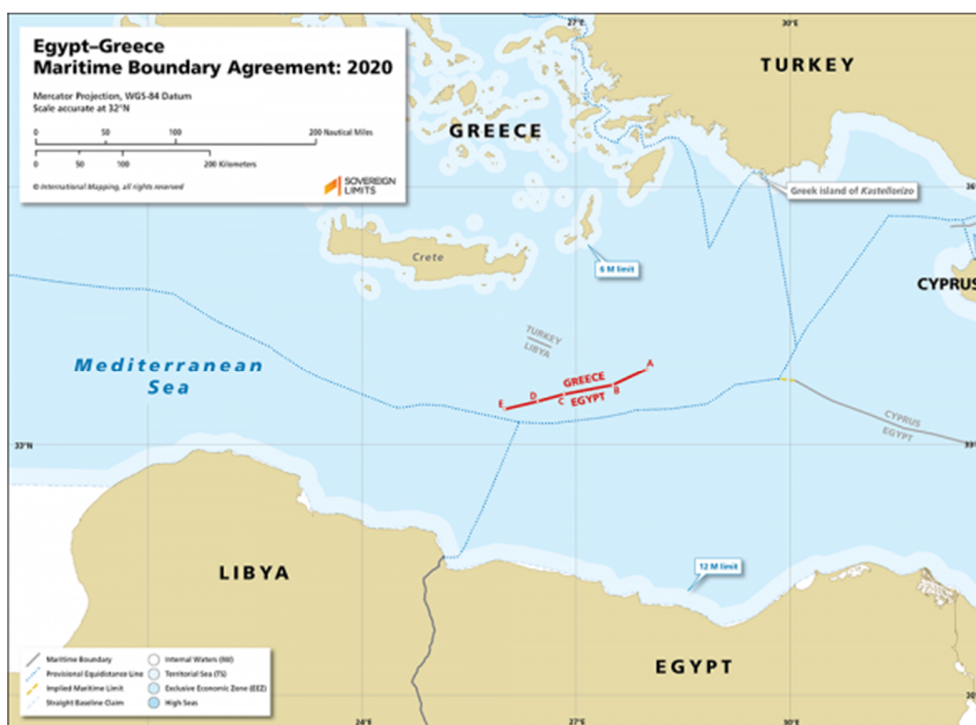 Egypt–Greece
Maritime Boundary Agreement: 2020
Mercator Projection, WGS-84 Datum
Scale accurate at 32°N
0 50 100 200 Nautical Miles
0 50 100 200 Kilometers
© International Mapping, all rights reserved
SOVEREIGN
LIMITS
27°E
30°E
TURKEY
GREECE
36
Greek island of Kastellorizo
Crete
6 M limit
CYPRUS
TURKEY
LIBYA
Mediterranean
Sea
A
GREECE
B
C
D
E
EGYPT
CYPRUS
EGYPT
33°N
33
LIBYA
12 M limit
EGYPT
Maritime Boundary
Provisional Equidistance Line
Implied Maritime Limit
Straight Baseline Claim
Internal Waters (IW)
Territorial Sea (TS)
Exclusive Economic Zone (EEZ)
High Seas
24°E
27°E
30°E
30